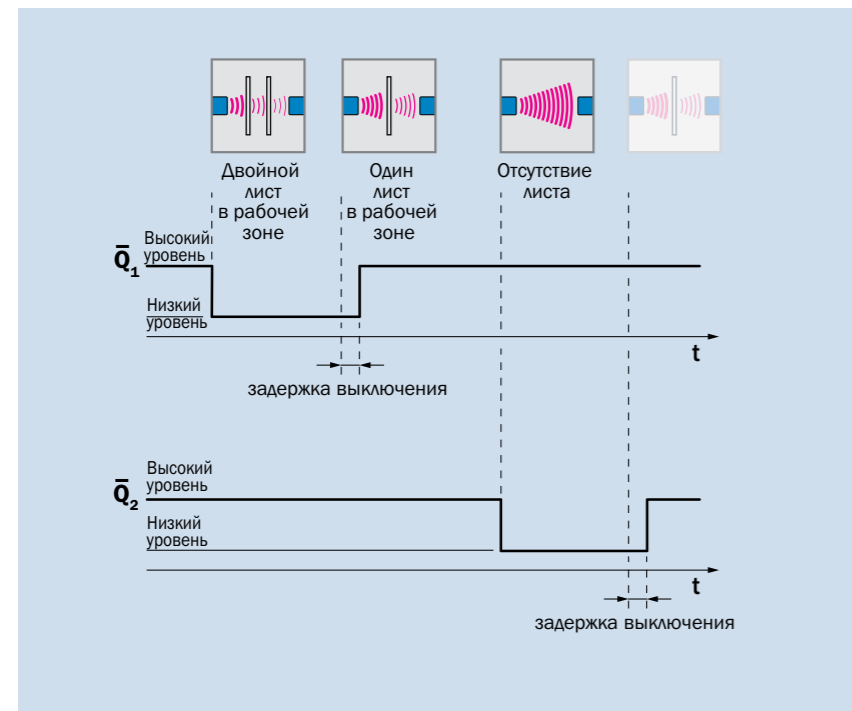 Двойной
лист
в рабочей
зоне
Один
лист
в рабочей
зоне
Отсутствие
листа
Q̅1
Высокий
уровень
Низкий
уровень
t
задержка выключения
Q̅2
Высокий
уровень
Низкий
уровень
t
задержка выключения